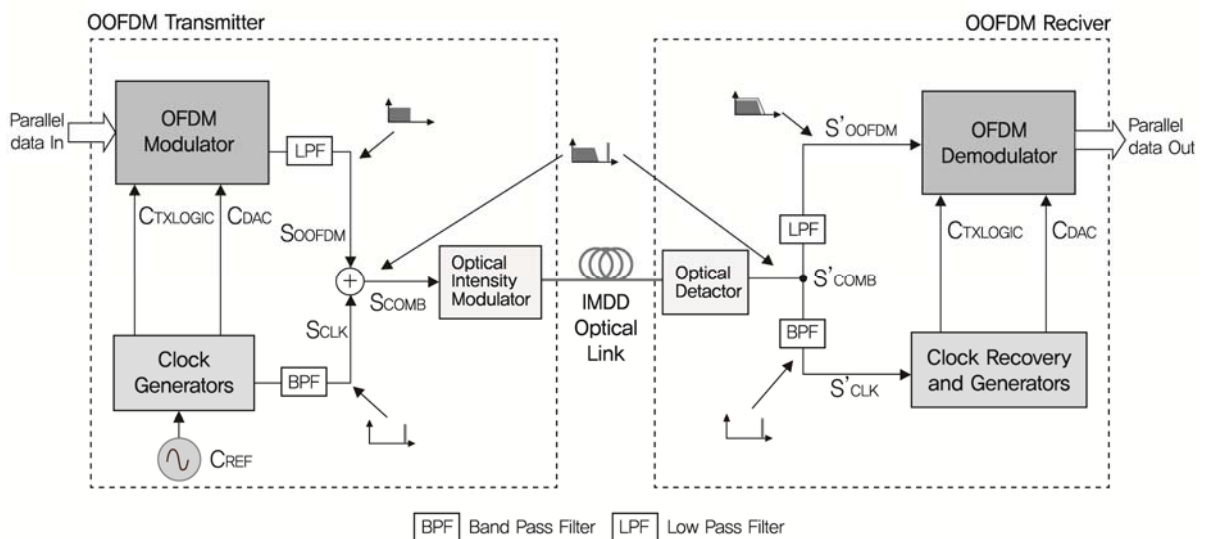 OOFDM Transmitter
OOFDM Reciver
Parallel
data In
OFDM
Modulator
LPF
CTXLOGIC
CDAC
SOOFDM
Clock
Generators
BPF
SCLK
CREF
SCOMB
Optical
Intensity
Modulator
IMDD
Optical
Link
Optical
Detactor
S'COMB
LPF
S'OOFDM
BPF
S'CLK
OFDM
Demodulator
Parallel
data Out
CTXLOGIC
CDAC
Clock Recovery
and Generators
BPF Band Pass Filter LPF Low Pass Filter